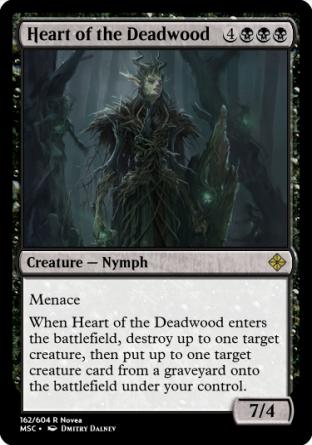 Heart of the Deadwood 4
Creature — Nymph
Menace
When Heart of the Deadwood enters
the battlefield, destroy up to one target
creature, then put up to one target
creature card from a graveyard onto
the battlefield under your control.
7/4
162/604 R Novea
MSC • Dmitry Dalnev